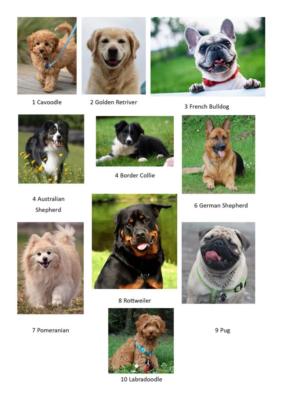 1 Cavoodle
2 Golden Retriver
3 French Bulldog
4 Australian
Shepherd
4 Border Collie
6 German Shepherd
7 Pomeranian
8 Rottweiler
9 Pug
10 Labradoodle